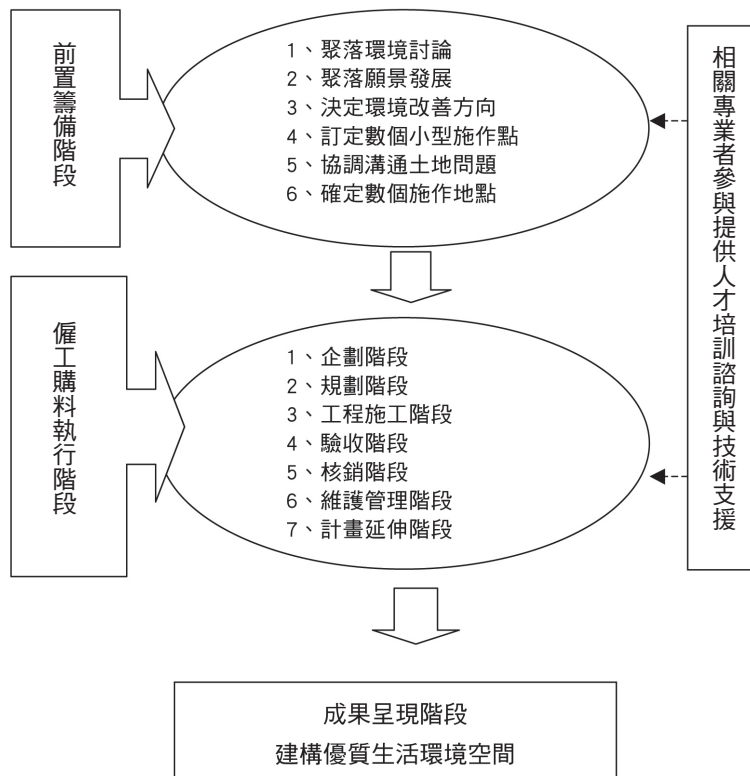 前置籌備階段
1、聚落環境討論
2、聚落願景發展
3、決定環境改善方向
4、訂定數個小型施作點
5、協調溝通土地問題
6、確定數個施作地點
相關專業者參與提供人才培訓諮詢與技術支援
僱工購料執行階段
1、企劃階段
2、規劃階段
3、工程施工階段
4、驗收階段
5、核銷階段
6、維護管理階段
7、計畫延伸階段
成果呈現階段
建構優質生活環境空間